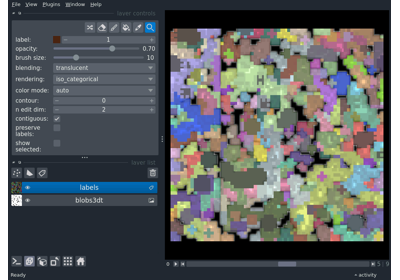 File View Plugins Window Help
layer controls
label: 1
opacity: 0.70
brush size: 10
blending: translucent
rendering: iso_categorical
color mode: auto
contour: 0
n edit dim: 2
contiguous:
preserve
labels:
show
selected:
layer list
labels
blobs3dt
Ready
activity